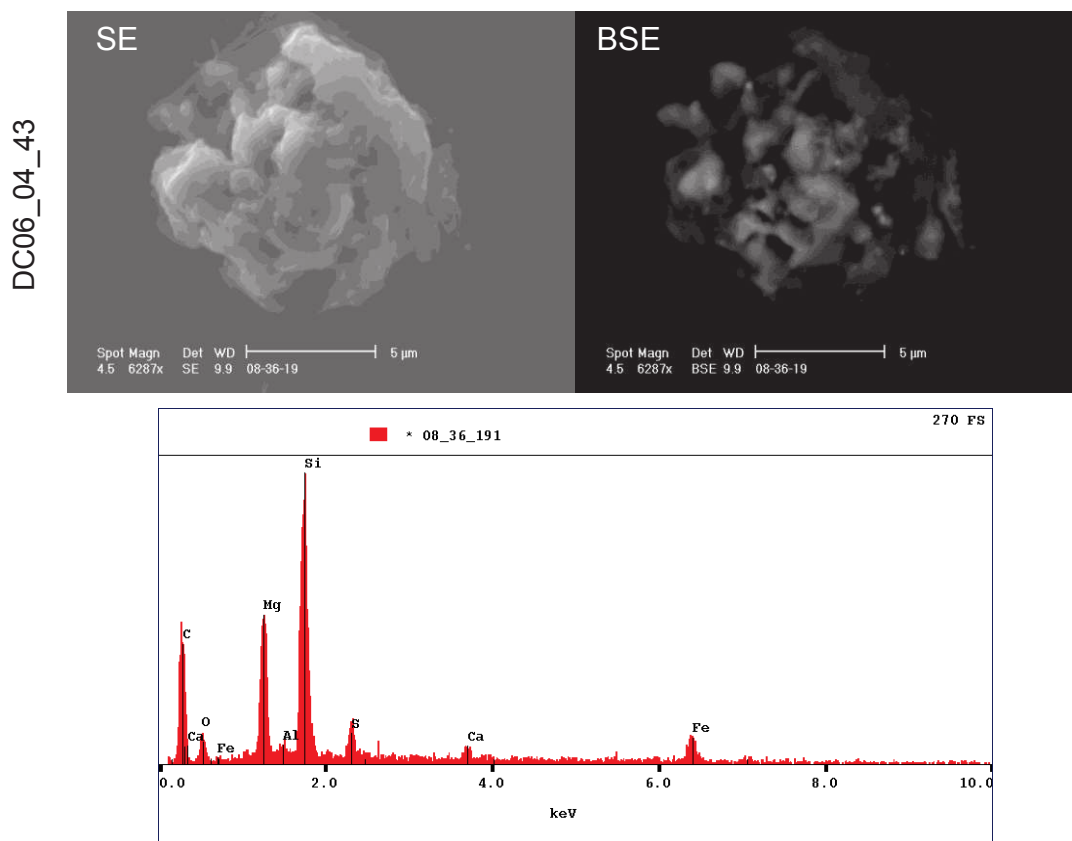 DC06_04_43
SE
BSE
Spot Magn Det WD 5 µm
4.5 6287x SE 9.9 08-36-19
Spot Magn Det WD 5 µm
4.5 6287x BSE 9.9 08-36-19
270 FS
* 08_36_191
Si
Mg
C
O
Ca
Fe
Al
S
Ca
Fe
0.0 2.0 4.0 6.0 8.0 10.0
keV